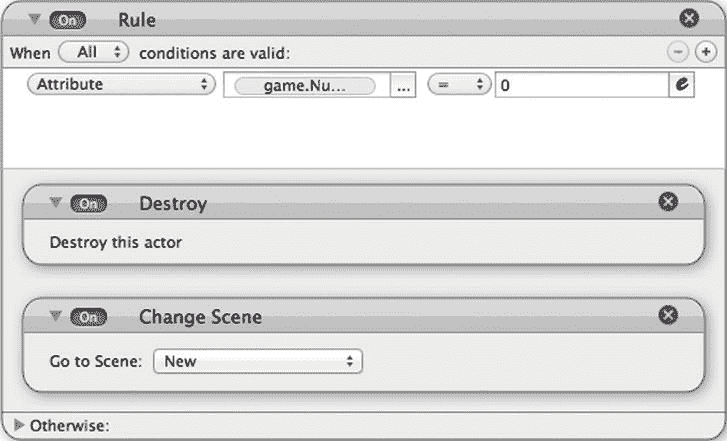 On Rule
When All conditions are valid: − +
Attribute game.Nu... ... = 0 e
On Destroy
Destroy this actor
On Change Scene
Go to Scene: New
Otherwise: